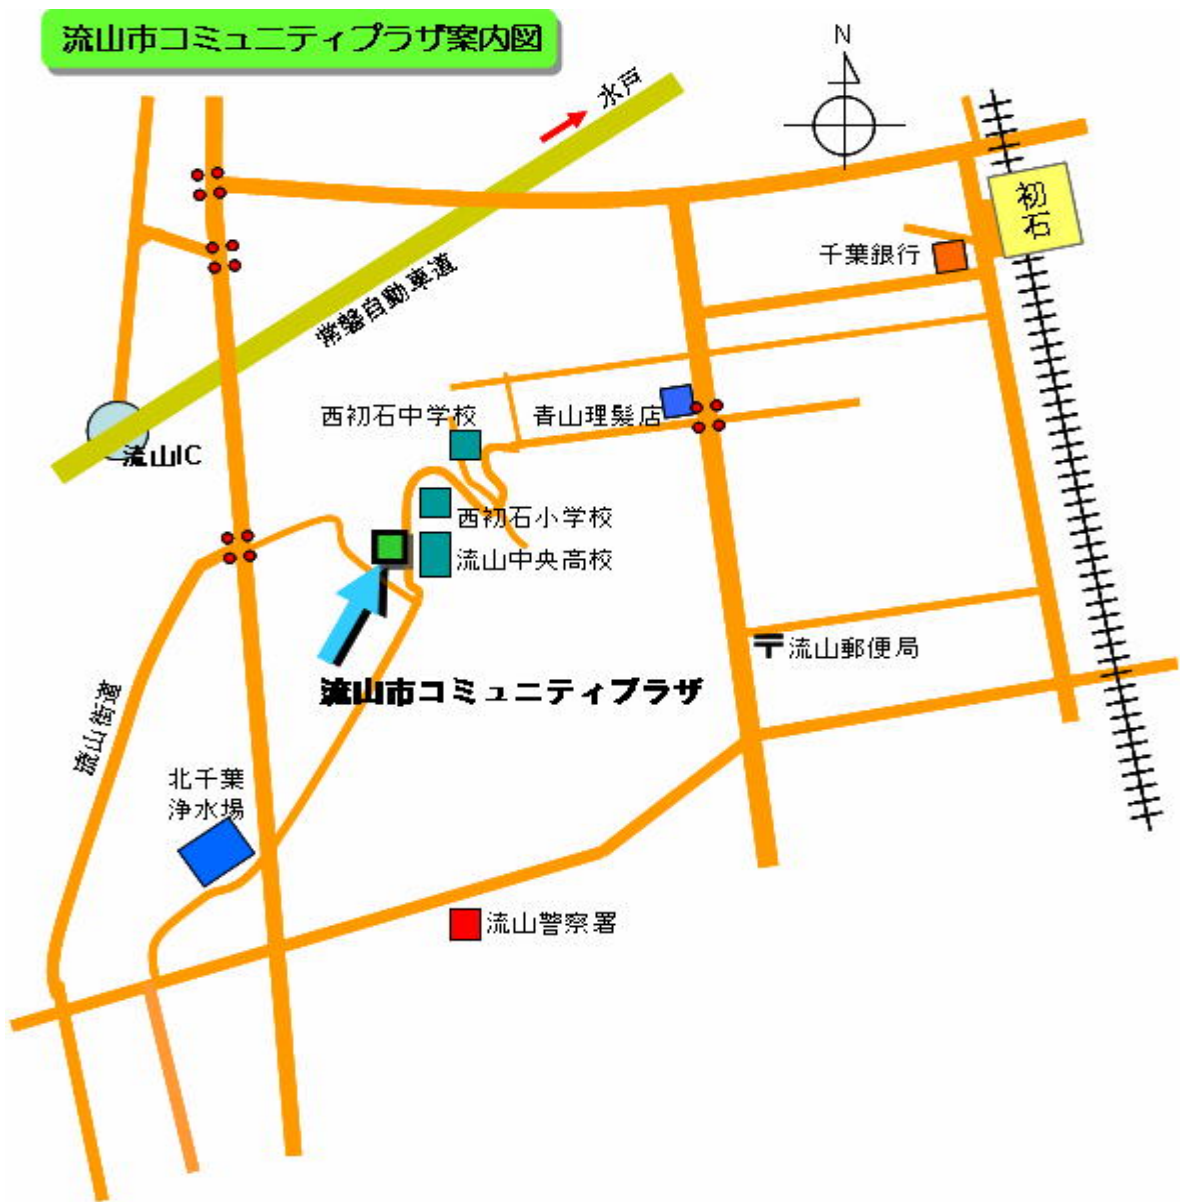 流山市コミュニティプラザ案内図
N
水戸
初石
千葉銀行
常磐自動車道
西初石中学校
青山理髪店
流山IC
西初石小学校
流山中央高校
流山郵便局
流山市コミュニティプラザ
流山街道
北千葉
浄水場
流山警察署